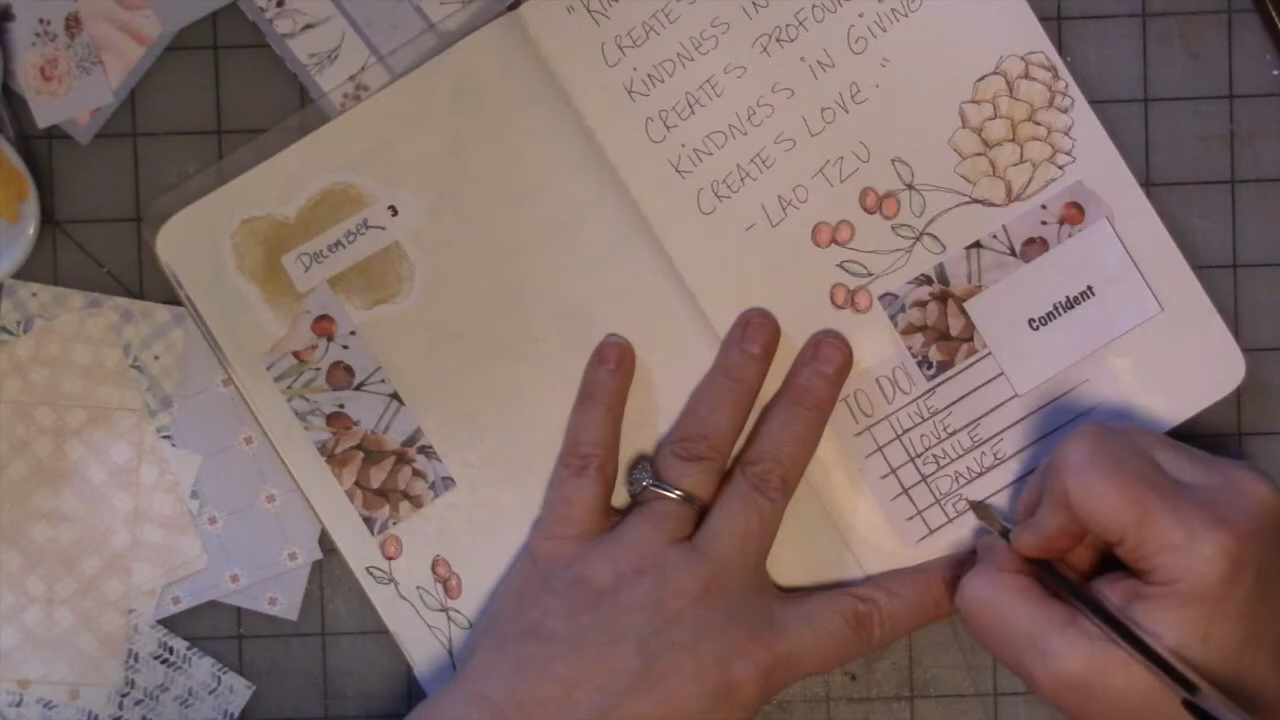 December 3
"KIN
CREATES
KINDNESS IN
CREATES PROFOUN
KINDNESS IN GIVING
CREATES LOVE."
-LAO TZU
Confident
TO DO!
LIVE
LOVE
SMILE
DANCE
B